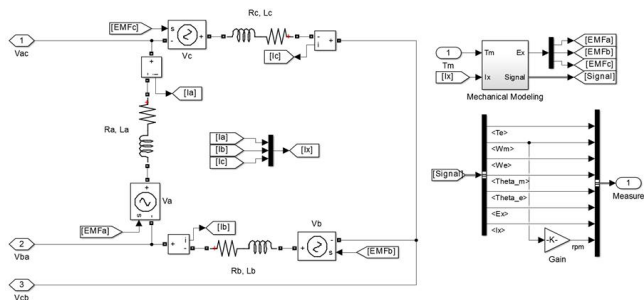 [EMFc]
Rc, Lc
1
Vac
Vc
[Ic]
[Ia]
Ra, La
[Ia]
[Ib]
[Ic]
[Ix]
Va
[EMFa]
[Ib]
Vb
2
Vba
[EMFb]
Rb, Lb
3
Vcb
1
Tm
[Ix]
Tm
Ex
Ix
Signal
Mechanical Modeling
[EMFa]
[EMFb]
[EMFc]
[Signal]
[Signal]
<Te>
<Wm>
<We>
<Theta_m>
<Theta_e>
<Ex>
<Ix>
-K-
rpm
Gain
1
Measure